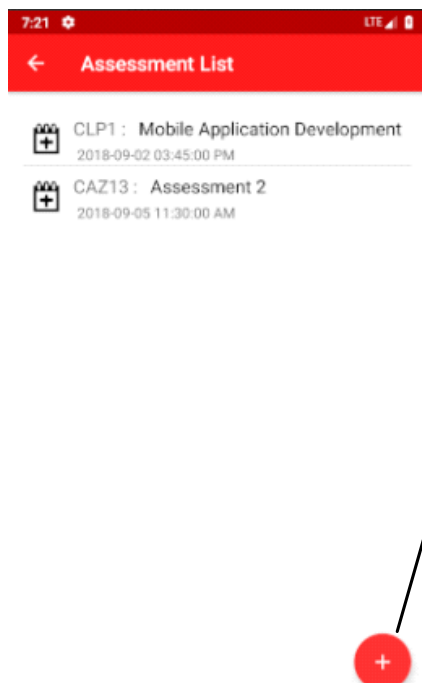 7:21 LTE
Assessment List
CLP1 : Mobile Application Development
2018-09-02 03:45:00 PM
CAZ13 : Assessment 2
2018-09-05 11:30:00 AM
+